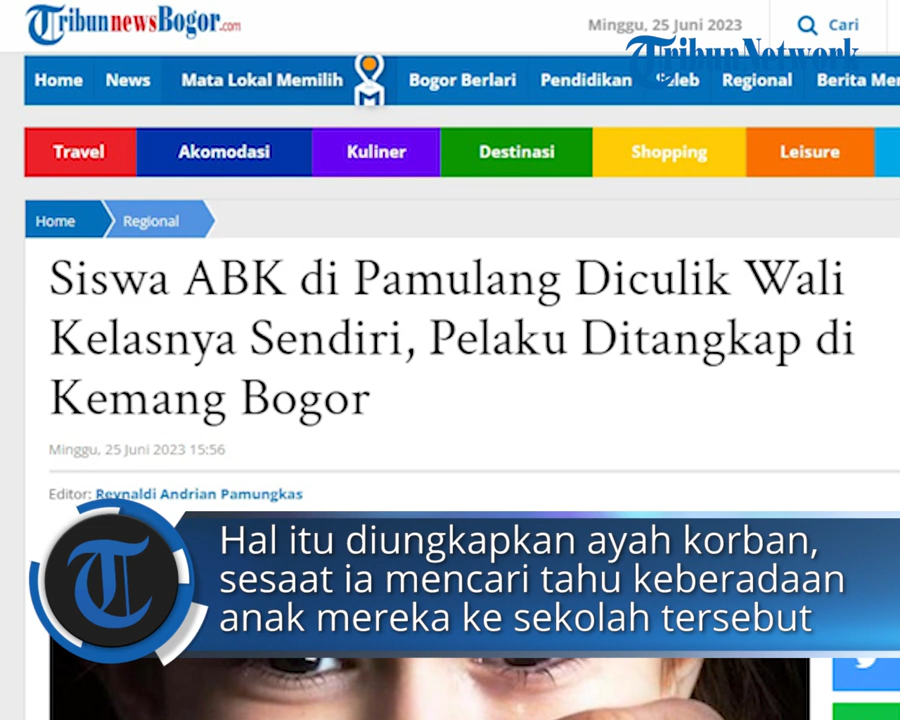 TribunnewsBogor.com
Minggu, 25 Juni 2023
Cari
TribunNetwork
Home News Mata Lokal Memilih Bogor Berlari Pendidikan Regional Berita
Travel Akomodasi Kuliner Destinasi Shopping Leisure
Home Regional
Siswa ABK di Pamulang Diculik Wali
Kelasnya Sendiri, Pelaku Ditangkap di
Kemang Bogor
Minggu, 25 Juni 2023 15:56
Editor: Reynaldi Andrian Pamungkas
Hal itu diungkapkan ayah korban,
sesaat ia mencari tahu keberadaan
anak mereka ke sekolah tersebut